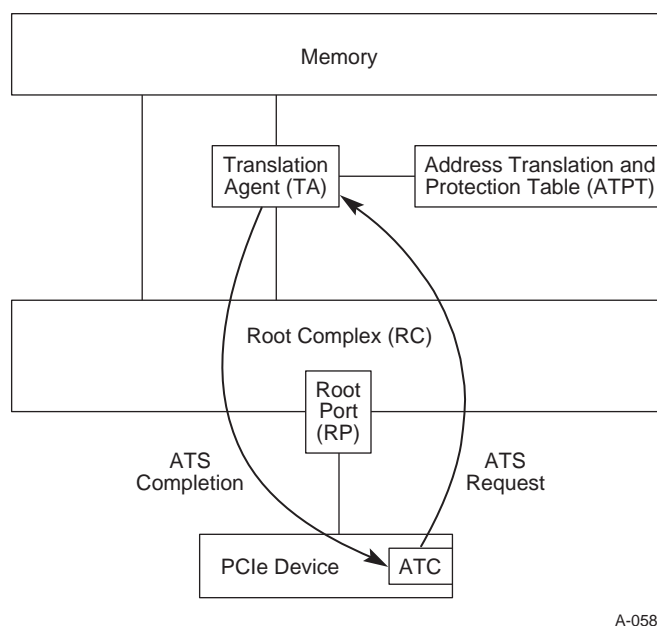 Memory
Translation
Agent (TA)
Address Translation and
Protection Table (ATPT)
Root Complex (RC)
Root
Port
(RP)
ATS
Completion
ATS
Request
PCIe Device
ATC
A-058